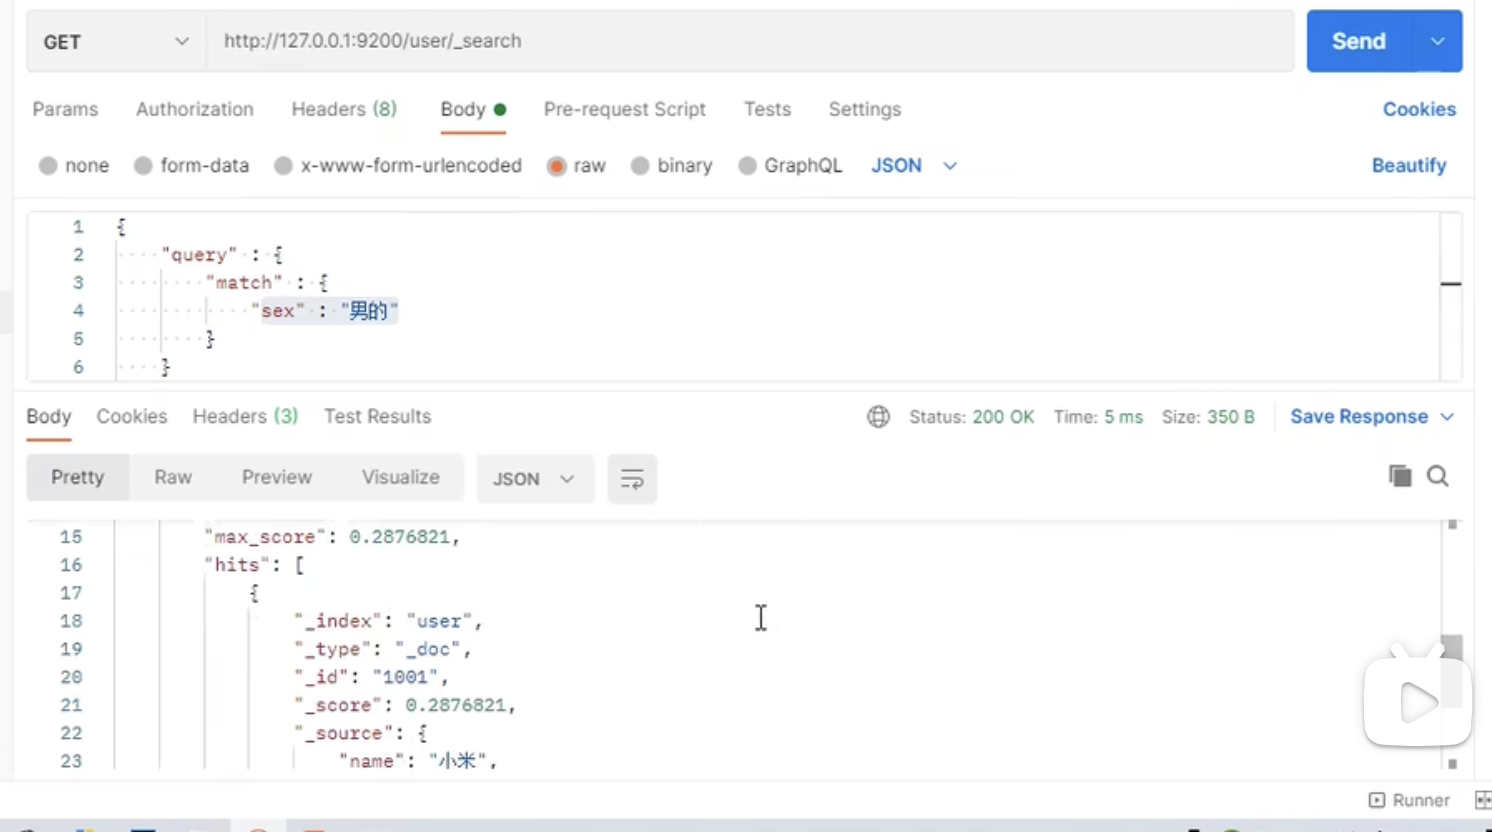 GET http://127.0.0.1:9200/user/_search Send
Params Authorization Headers (8) Body Pre-request Script Tests Settings Cookies
none form-data x-www-form-urlencoded raw binary GraphQL JSON Beautify
1 {
2 "query" : {
3 "match" : {
4 "sex" : "男的"
5 }
6 }
Body Cookies Headers (3) Test Results Status: 200 OK Time: 5 ms Size: 350 B Save Response
Pretty Raw Preview Visualize JSON
15 "max_score": 0.2876821,
16 "hits": [
17 {
18 "_index": "user",
19 "_type": "_doc",
20 "_id": "1001",
21 "_score": 0.2876821,
22 "_source": {
23 "name": "小米",
Runner